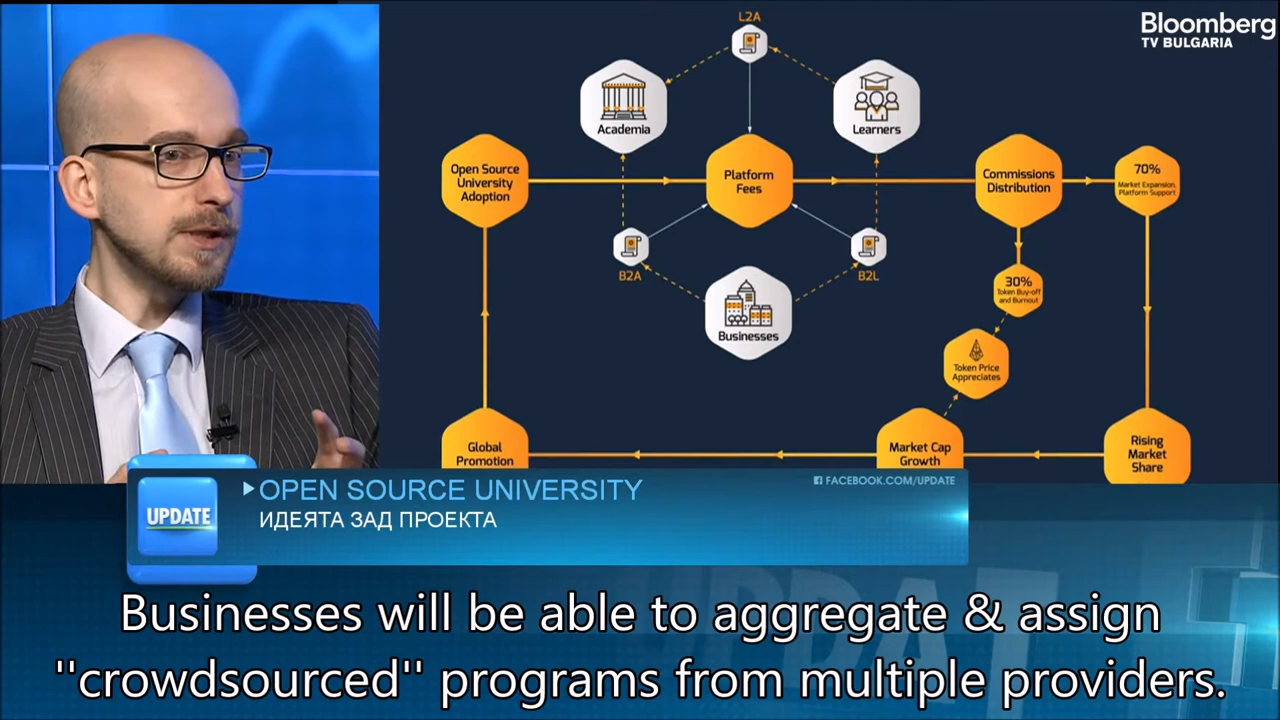 Bloomberg
TV BULGARIA
L2A
Academia
Learners
Open Source
University
Adoption
Platform
Fees
Commissions
Distribution
70%
Market Expansion,
Platform Support
B2A
B2L
30%
Token Buy-off
and Burnout
Businesses
Token Price
Appreciates
Global
Promotion
Market Cap
Growth
Rising
Market
Share
UPDATE
OPEN SOURCE UNIVERSITY
FACEBOOK.COM/UPDATE
ИДЕЯТА ЗАД ПРОЕКТА
UPDAT
Businesses will be able to aggregate & assign
"crowdsourced" programs from multiple providers.